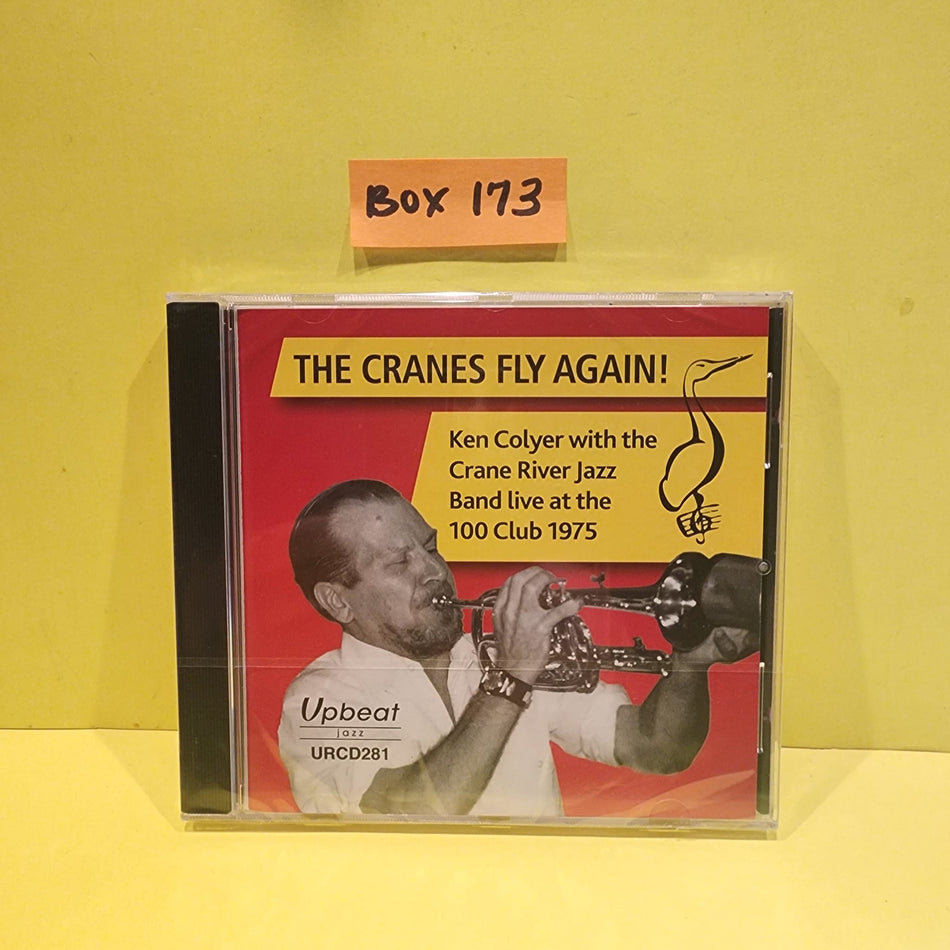 BOX 173
THE CRANES FLY AGAIN!
Ken Colyer with the
Crane River Jazz
Band live at the
100 Club 1975
Upbeat
jazz
URCD281